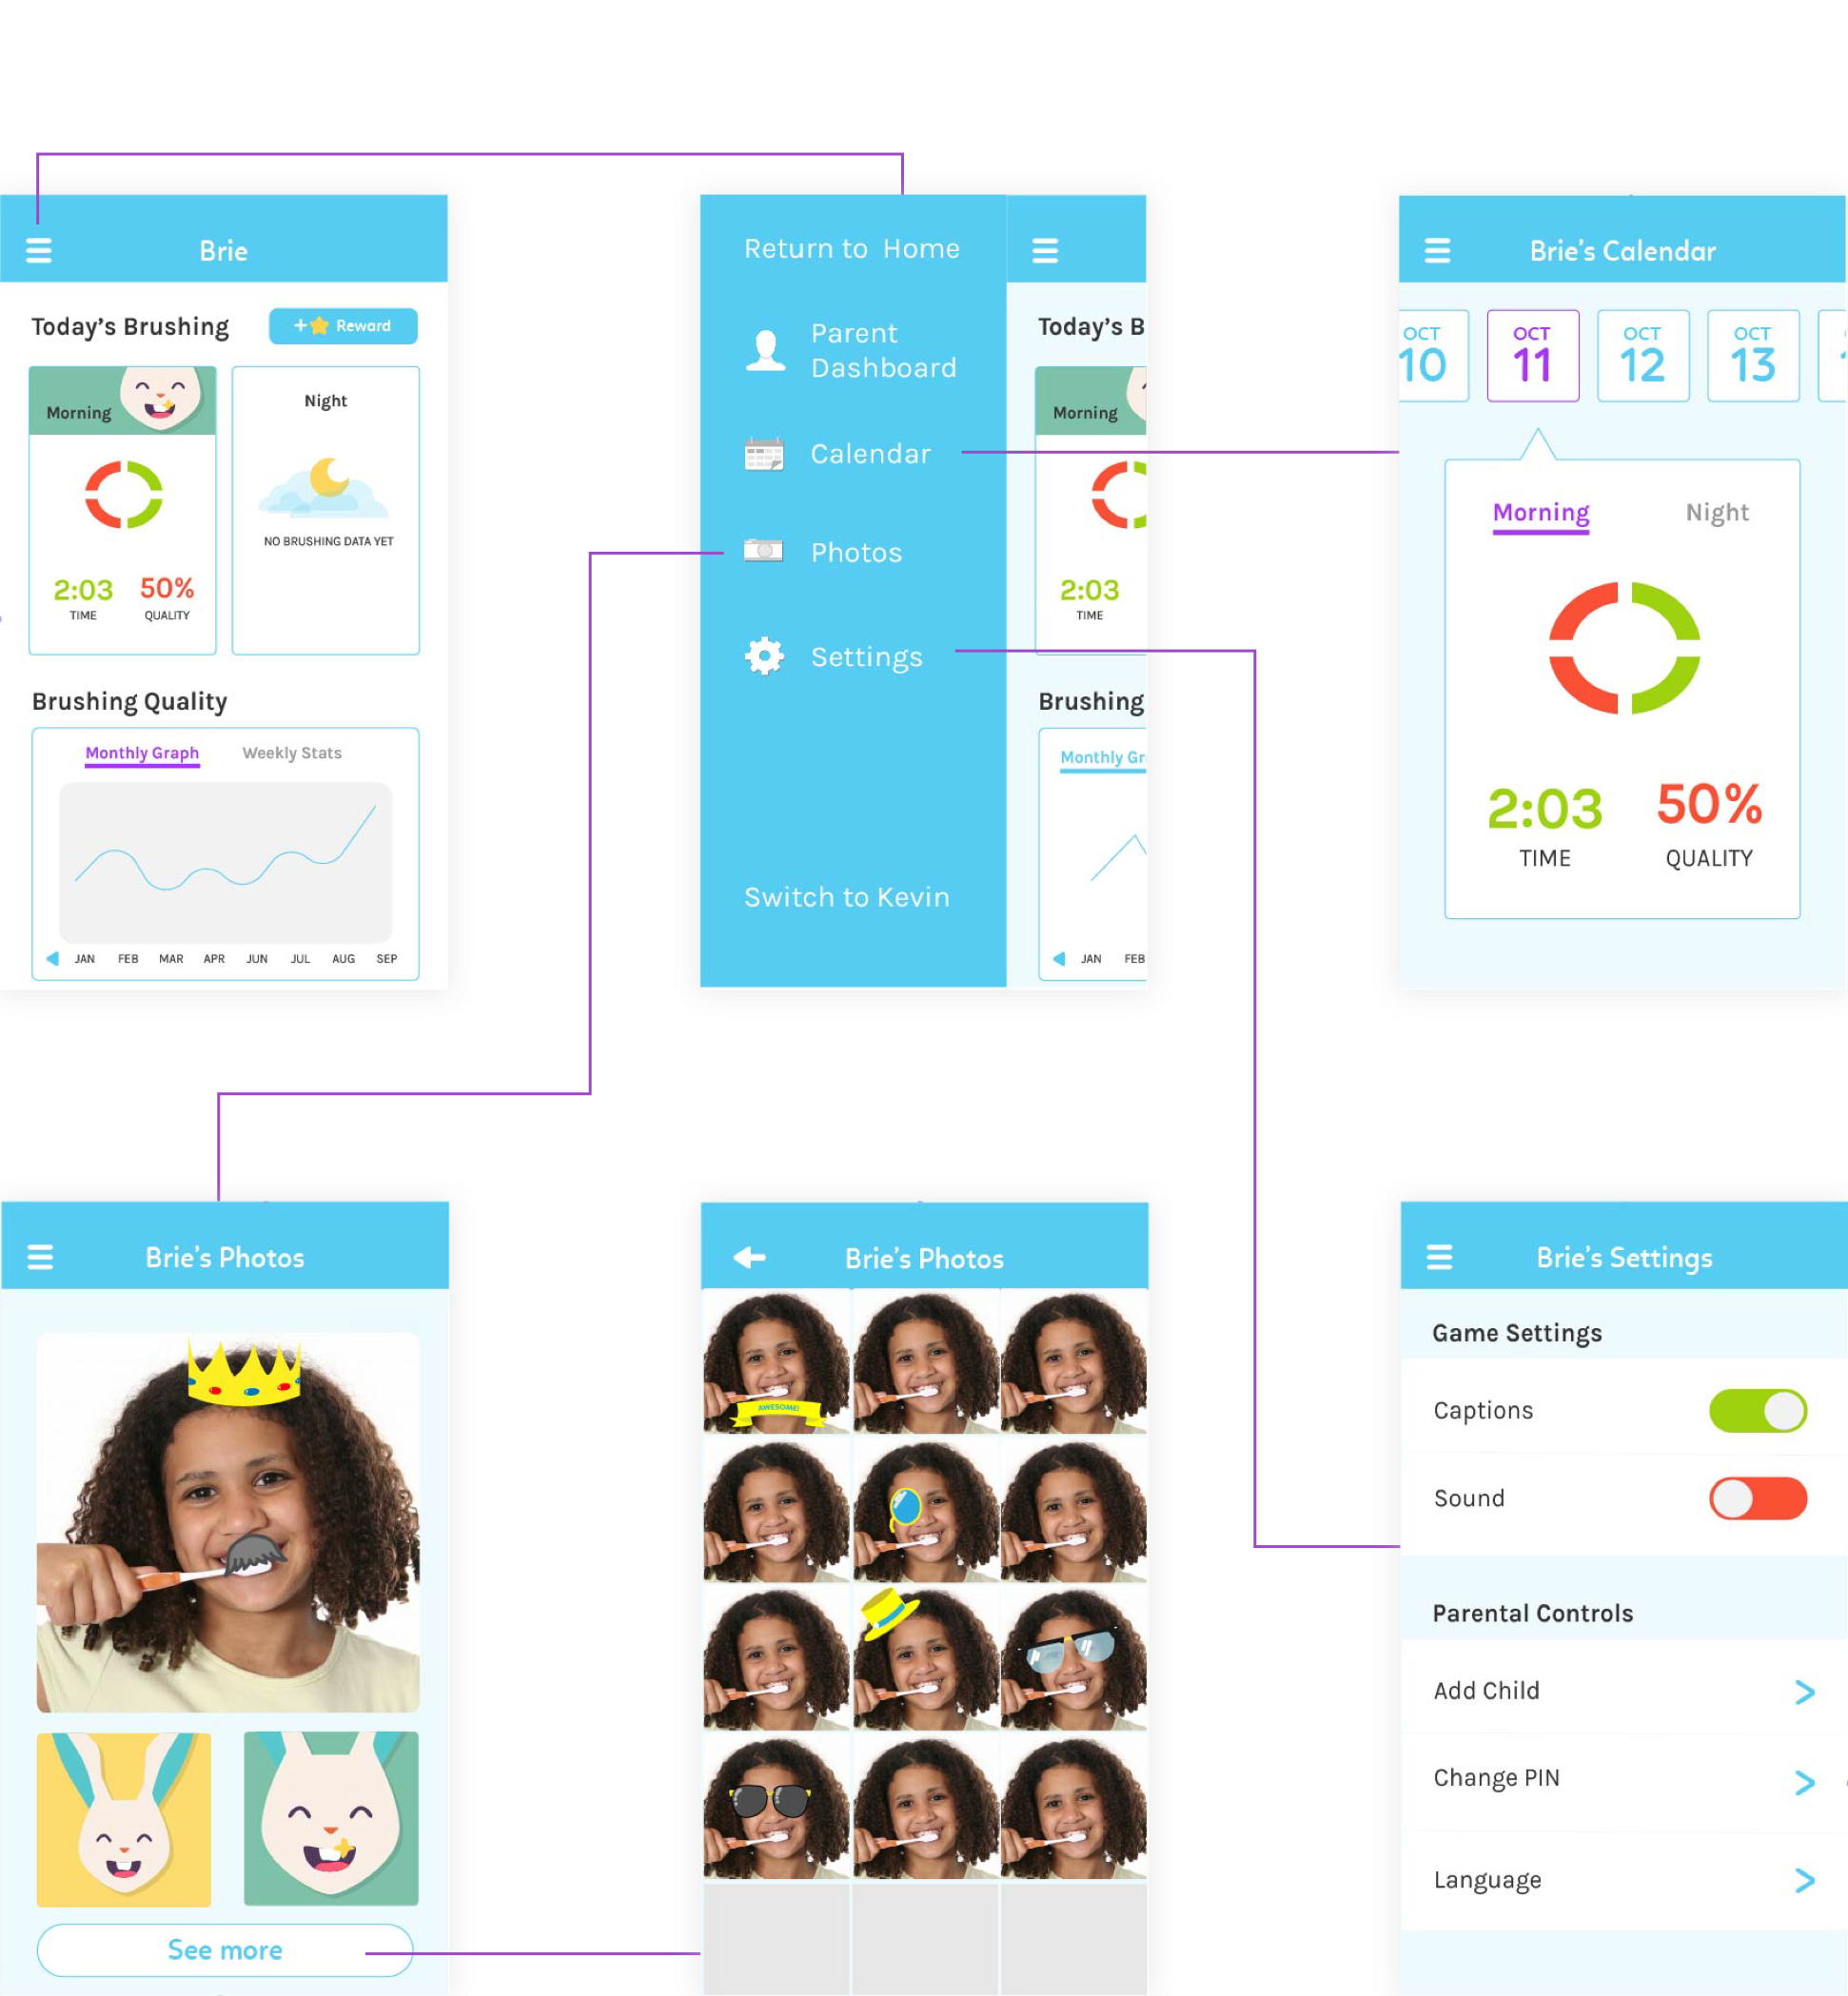 Brie
Today's Brushing
+ Reward
Morning
2:03
TIME
50%
QUALITY
Night
NO BRUSHING DATA YET
Brushing Quality
Monthly Graph Weekly Stats
JAN FEB MAR APR JUN JUL AUG SEP
Return to Home
Parent
Dashboard
Calendar
Photos
Settings
Switch to Kevin
Today's B
Morning
2:03
TIME
Brushing
Monthly Gr
JAN FEB
Brie's Calendar
OCT
10
OCT
11
OCT
12
OCT
13
Morning Night
2:03
TIME
50%
QUALITY
Brie's Photos
See more
Brie's Photos
AWESOME!
Brie's Settings
Game Settings
Captions
Sound
Parental Controls
Add Child >
Change PIN >
Language >